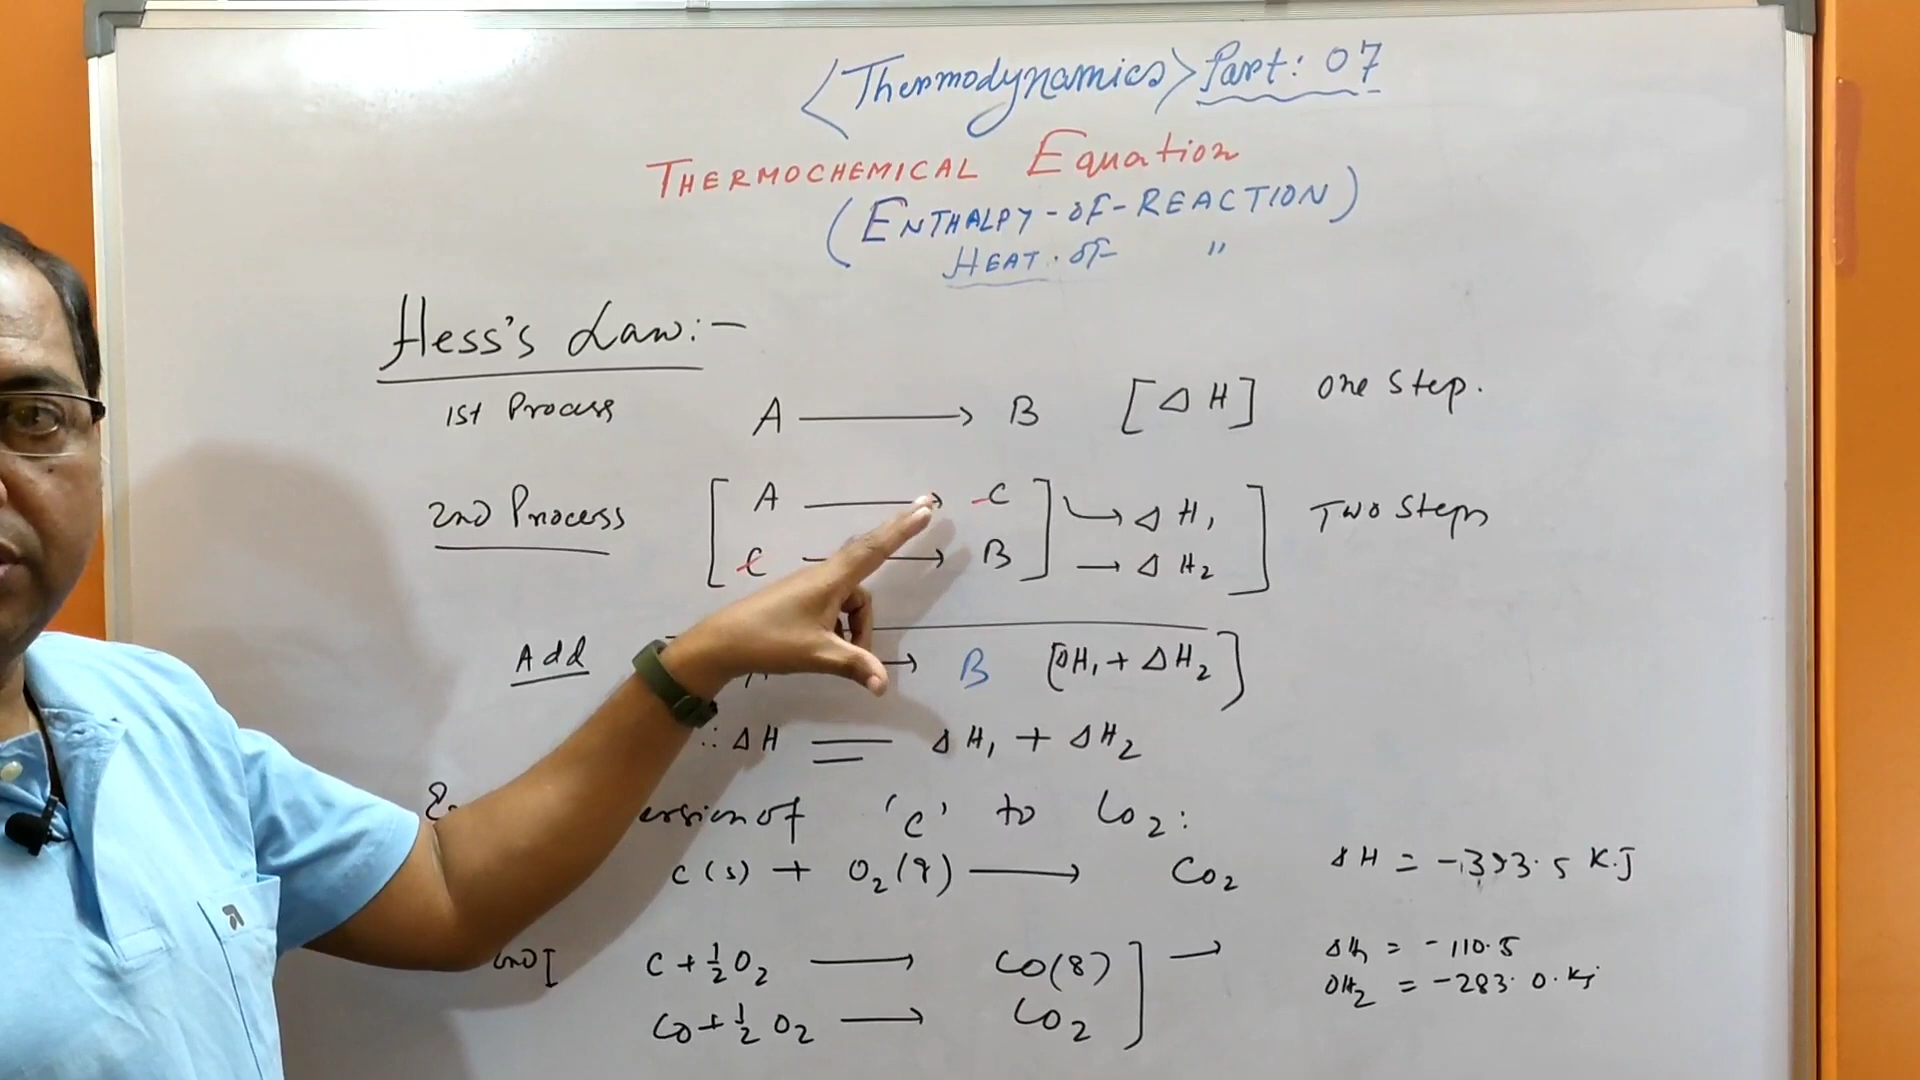 <Thermodynamics> Part: 07
THERMOCHEMICAL Equation
(ENTHALPY-OF-REACTION)
HEAT. OF "
Hess's Law:-
1st Process A → B [ΔH] One Step.
2nd Process [A → C] → ΔH₁] Two Steps
[C → B] → ΔH₂]
Add → B [ΔH₁ + ΔH₂]
∴ ΔH = ΔH₁ + ΔH₂
of 'C' to CO₂:
C(s) + O₂(g) → CO₂ ΔH = -393.5 KJ
C + ½O₂ → CO(g) ] → ΔH₁ = -110.5
CO + ½O₂ → CO₂ ] ΔH₂ = -283.0. KJ